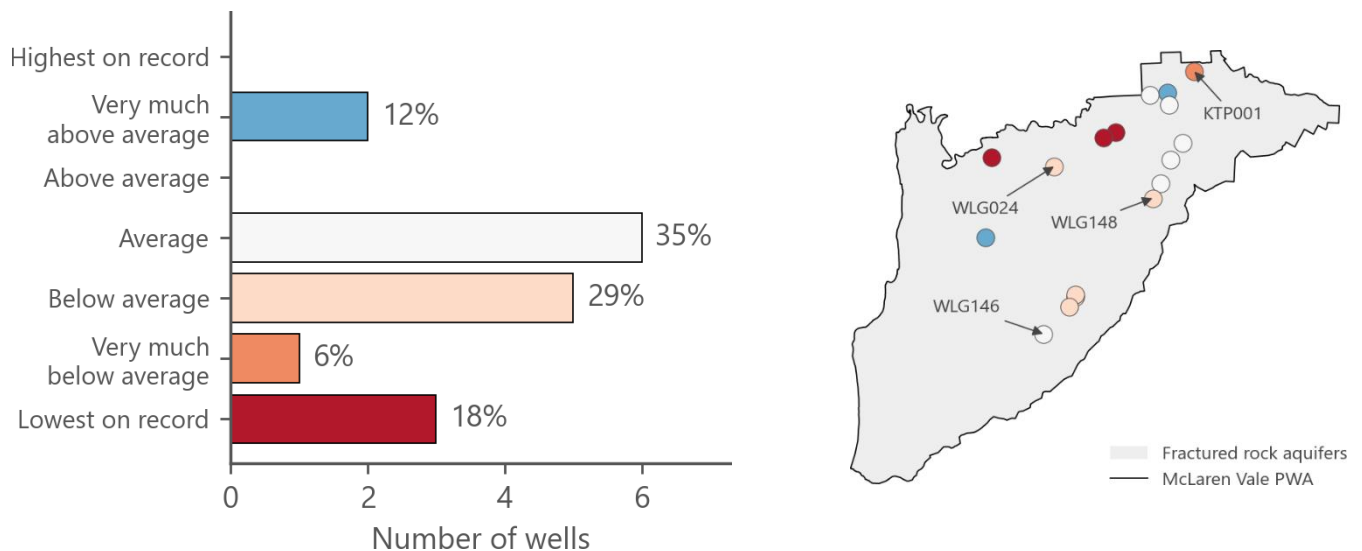 Highest on record
Very much
above average
12%
Above average
Average
35%
Below average
29%
Very much
below average
6%
Lowest on record
18%
0
2
4
6
Number of wells
KTP001
WLG024
WLG148
WLG146
Fractured rock aquifers
McLaren Vale PWA